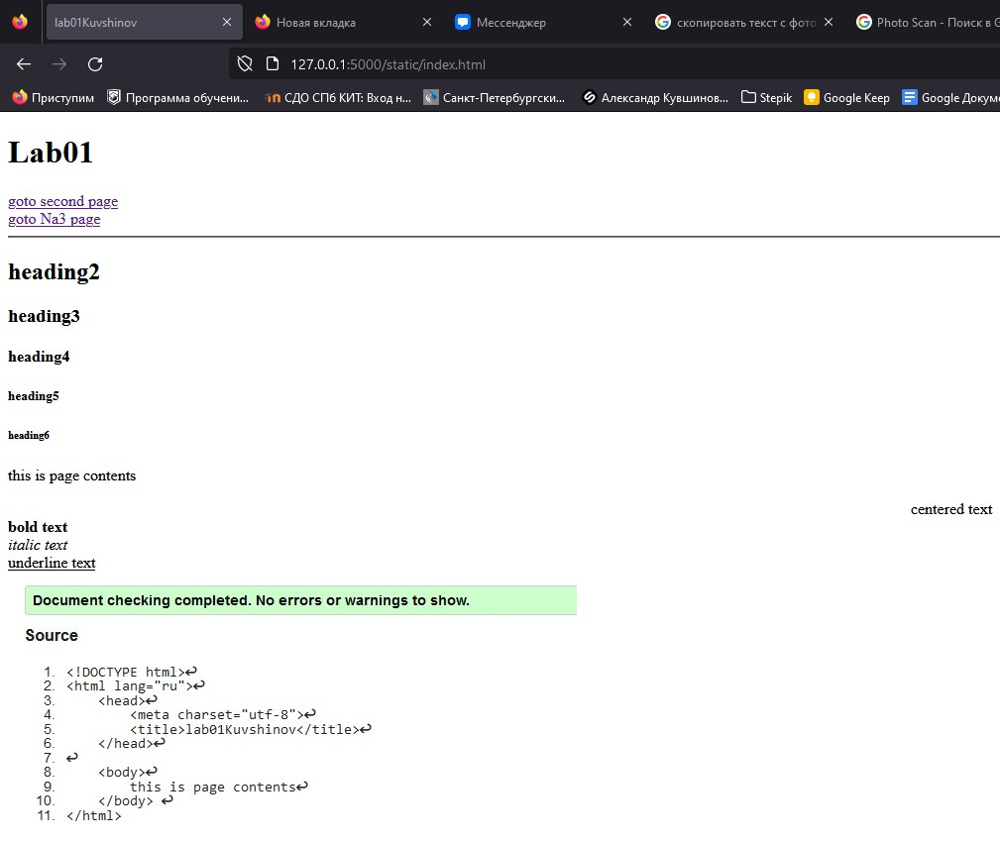 lab01Kuvshinov
Новая вкладка
Мессенджер
скопировать текст с фото
Photo Scan - Поиск в G
127.0.0.1:5000/static/index.html
Приступим
Программа обучени...
СДО СПб КИТ: Вход н...
Санкт-Петербургски...
Александр Кувшинов...
Stepik
Google Keep
Google Докум
Lab01
goto second page
goto Na3 page
heading2
heading3
heading4
heading5
heading6
this is page contents
centered text
bold text
italic text
underline text
Document checking completed. No errors or warnings to show.
Source
1. <!DOCTYPE html>↩
2. <html lang="ru">↩
3. <head>↩
4. <meta charset="utf-8">↩
5. <title>lab01Kuvshinov</title>↩
6. </head>↩
7. ↩
8. <body>↩
9. this is page contents↩
10. </body> ↩
11. </html>